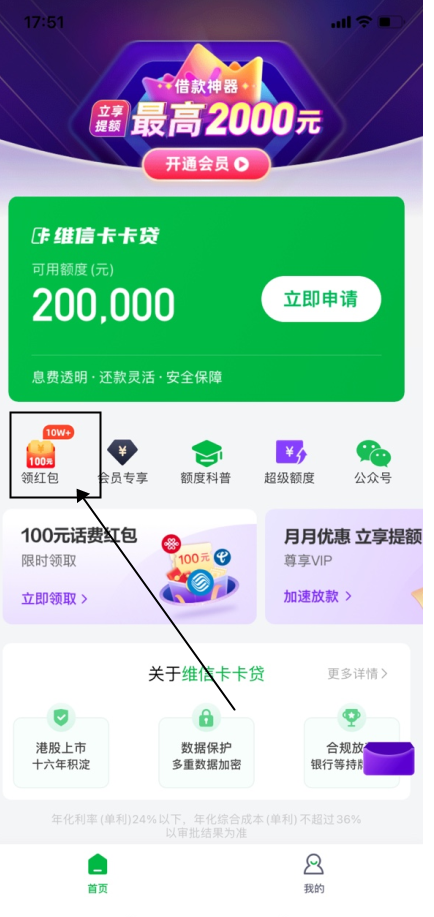 17:51
借款神器
立享
提额
最高2000元
开通会员
维信卡卡贷
可用额度(元)
200,000
立即申请
息费透明·还款灵活·安全保障
10W+
100元
领红包
会员专享
额度科普
超级额度
公众号
100元话费红包
限时领取
立即领取
100元
月月优惠 立享提额
尊享VIP
加速放款
关于维信卡卡贷
更多详情
港股上市
十六年积淀
数据保护
多重数据加密
合规放
银行等持牌
年化利率(单利)24%以下，年化综合成本(单利)不超过36%
以审批结果为准
首页
我的